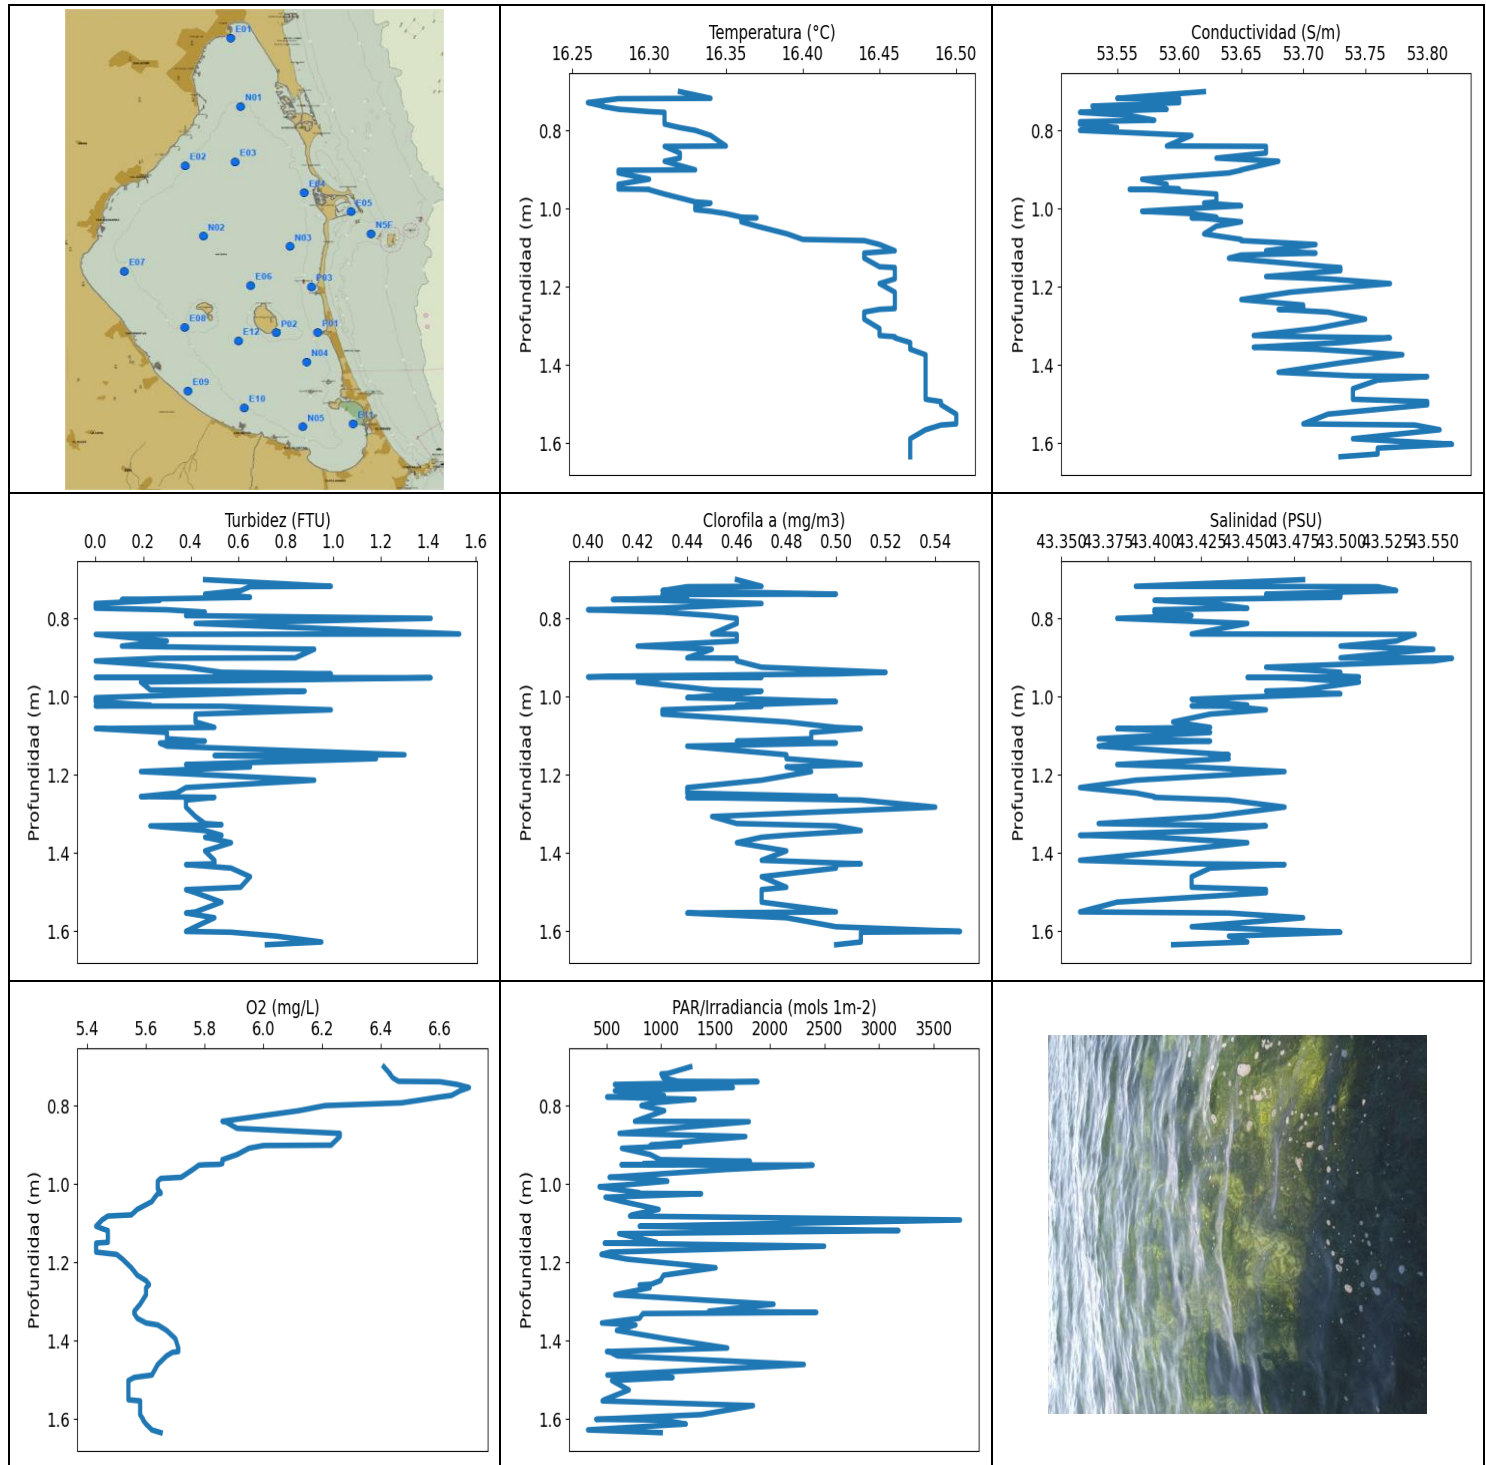 E01
N01
E02
E03
E04
E05
N5F
N02
N03
E07
E06
P03
E08
E12
P02
P01
N04
E09
E10
N05
E11
Temperatura (°C)
16.25 16.30 16.35 16.40 16.45 16.50
Profundidad (m)
0.8
1.0
1.2
1.4
1.6
Conductividad (S/m)
53.55 53.60 53.65 53.70 53.75 53.80
Profundidad (m)
0.8
1.0
1.2
1.4
1.6
Turbidez (FTU)
0.0 0.2 0.4 0.6 0.8 1.0 1.2 1.4 1.6
Profundidad (m)
0.8
1.0
1.2
1.4
1.6
Clorofila a (mg/m3)
0.40 0.42 0.44 0.46 0.48 0.50 0.52 0.54
Profundidad (m)
0.8
1.0
1.2
1.4
1.6
Salinidad (PSU)
43.350 43.375 43.400 43.425 43.450 43.475 43.500 43.525 43.550
Profundidad (m)
0.8
1.0
1.2
1.4
1.6
O2 (mg/L)
5.4 5.6 5.8 6.0 6.2 6.4 6.6
Profundidad (m)
0.8
1.0
1.2
1.4
1.6
PAR/Irradiancia (mols 1m-2)
500 1000 1500 2000 2500 3000 3500
Profundidad (m)
0.8
1.0
1.2
1.4
1.6